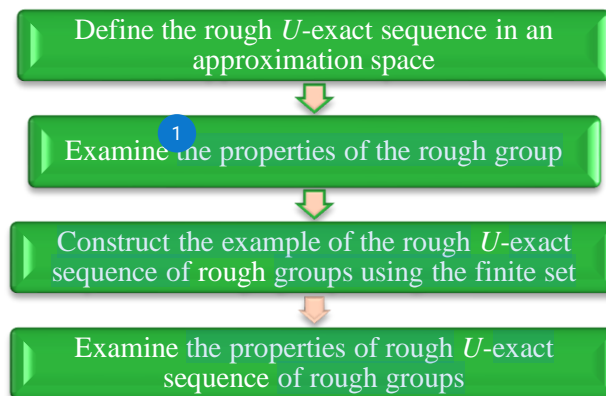 Define the rough U-exact sequence in an
approximation space
1
Examine the properties of the rough group
Construct the example of the rough U-exact
sequence of rough groups using the finite set
Examine the properties of rough U-exact
sequence of rough groups